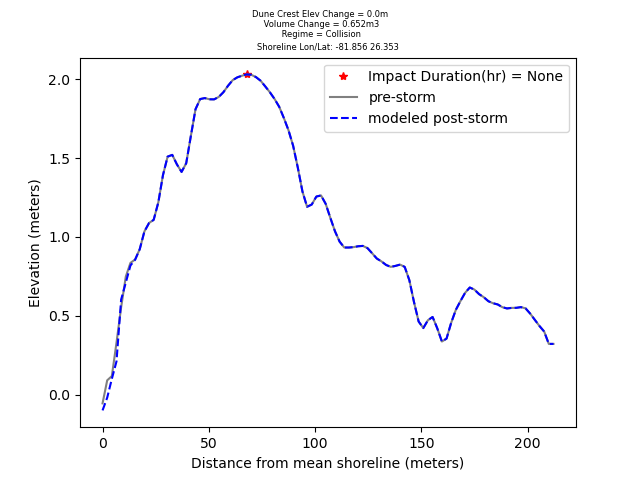 Dune Crest Elev Change = 0.0m
Volume Change = 0.652m3
Regime = Collision
Shoreline Lon/Lat: -81.856 26.353
Impact Duration(hr) = None
pre-storm
modeled post-storm
Elevation (meters)
2.0
1.5
1.0
0.5
0.0
0 50 100 150 200
Distance from mean shoreline (meters)